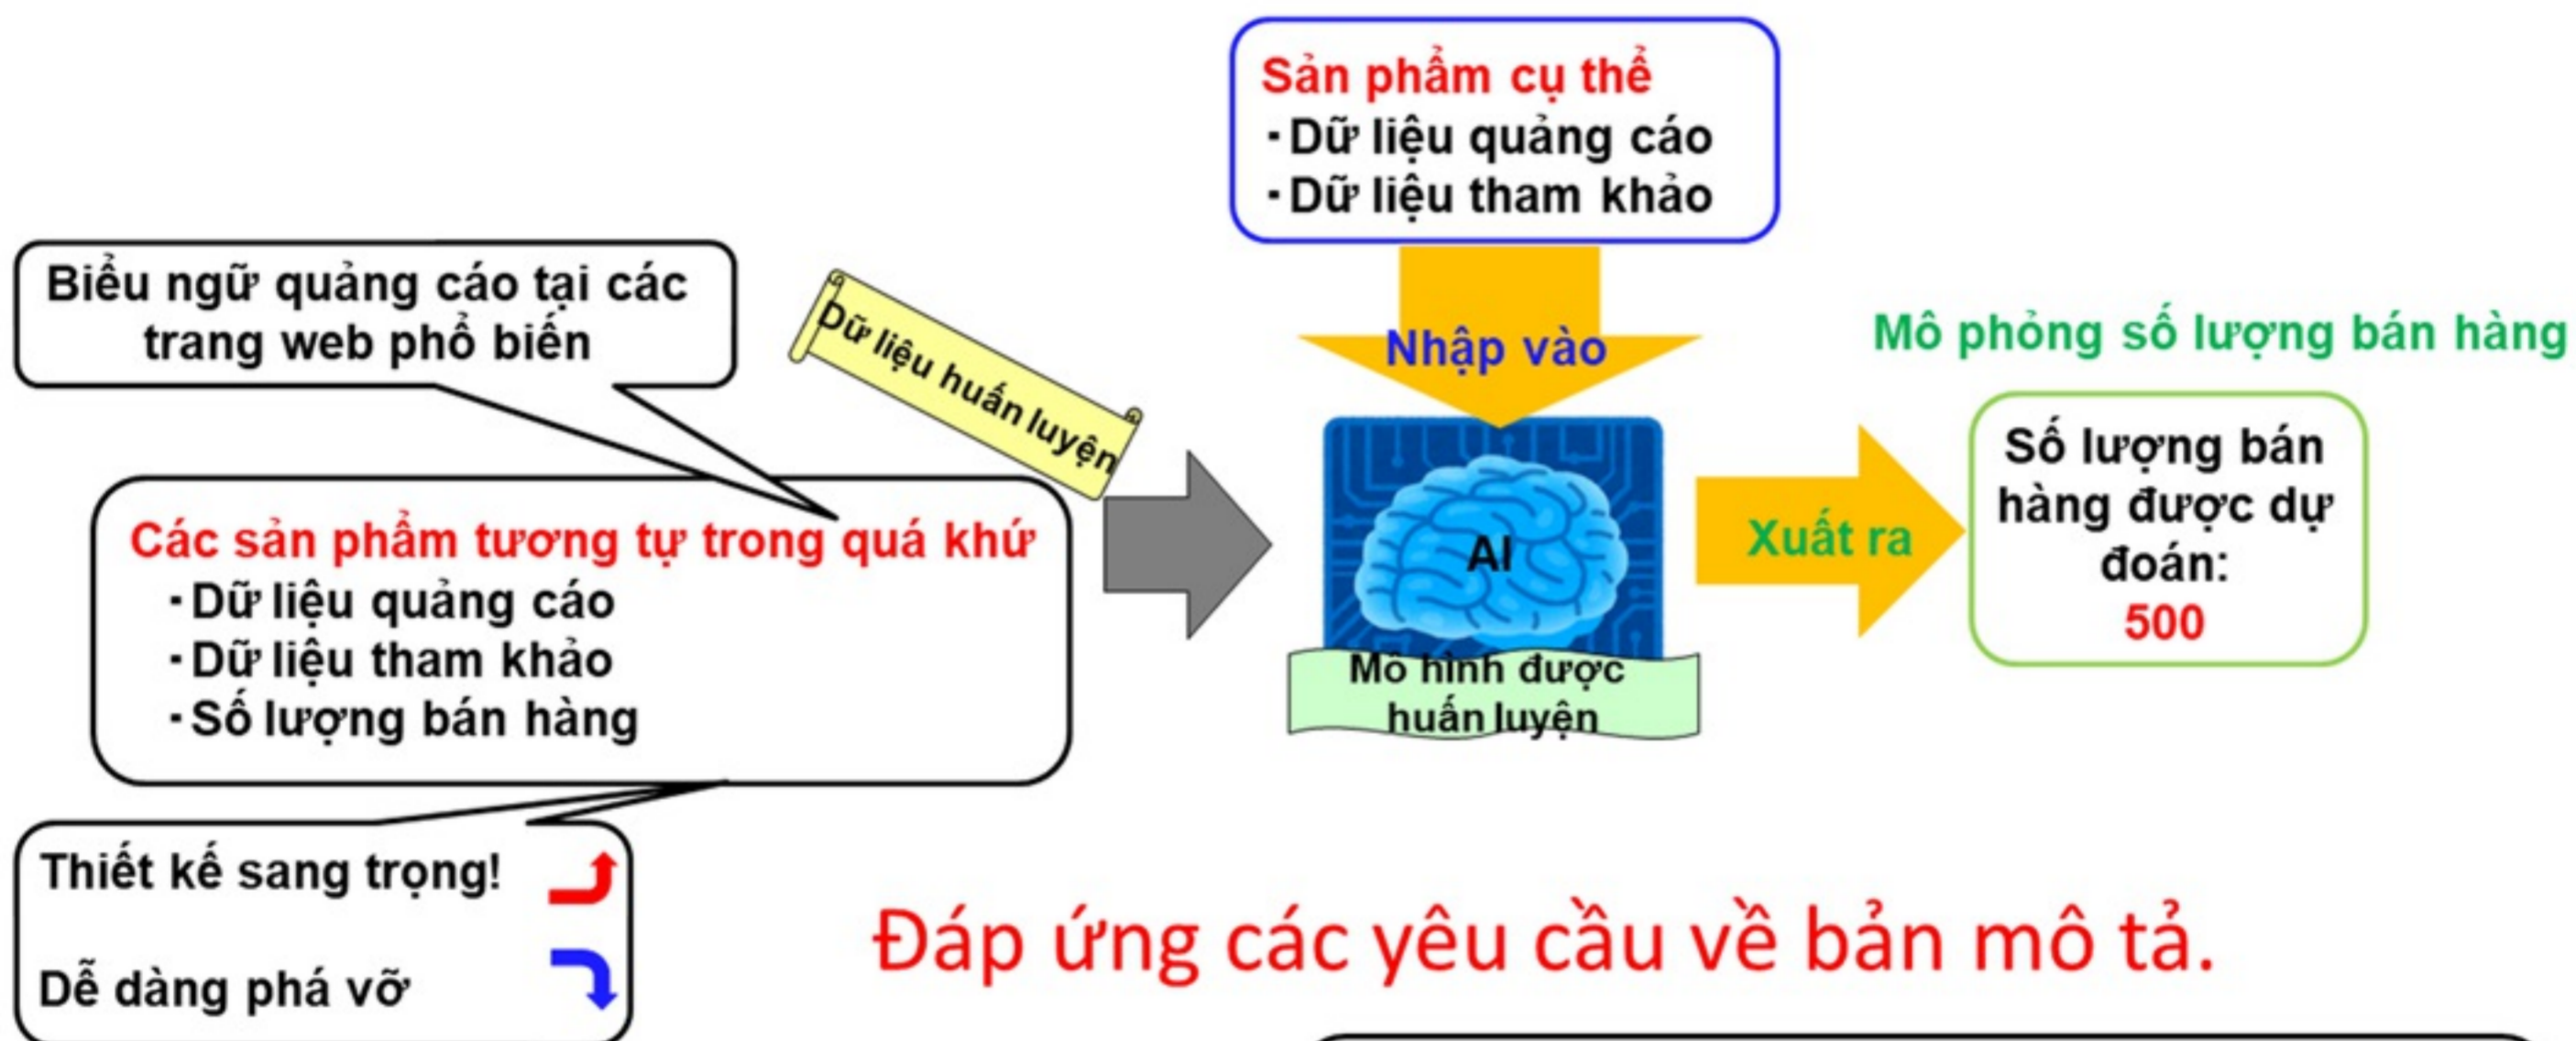 Sản phẩm cụ thể
- Dữ liệu quảng cáo
- Dữ liệu tham khảo
Biểu ngữ quảng cáo tại các
trang web phổ biến
Dữ liệu huấn luyện
Nhập vào
Mô phỏng số lượng bán hàng
Các sản phẩm tương tự trong quá khứ
- Dữ liệu quảng cáo
- Dữ liệu tham khảo
- Số lượng bán hàng
AI
Mô hình được
huấn luyện
Xuất ra
Số lượng bán
hàng được dự
đoán:
500
Thiết kế sang trọng!
Dễ dàng phá vỡ
Đáp ứng các yêu cầu về bản mô tả.